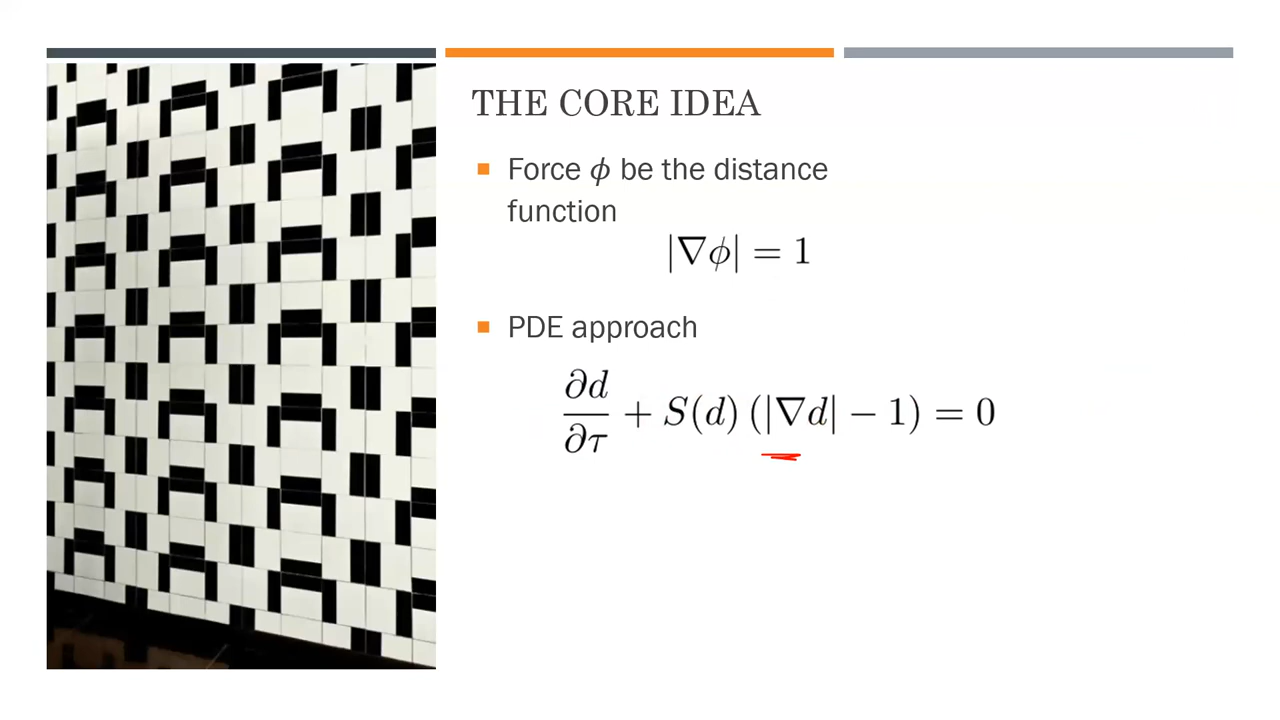 THE CORE IDEA
Force ϕ be the distance
function
|∇ϕ| = 1
PDE approach
∂d/∂τ + S(d) (|∇d| − 1) = 0